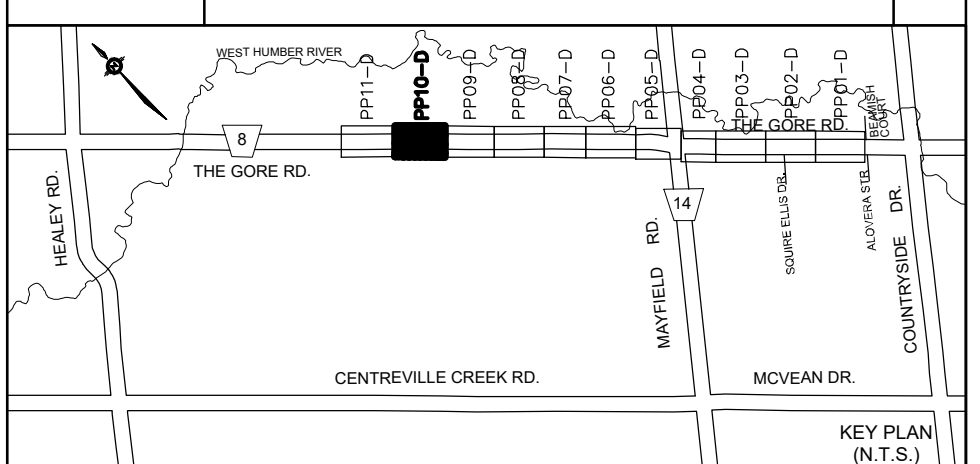 WEST HUMBER RIVER
PP11-D
PP10-D
PP09-D
PP08-D
PP07-D
PP06-D
PP05-D
PP04-D
PP03-D
PP02-D
PP01-D
BEAMISH
COURT
THE GORE RD.
8
THE GORE RD.
HEALEY RD.
14
MAYFIELD RD.
SQUIRE ELLIS DR.
ALOVERA STR.
COUNTRYSIDE DR.
CENTREVILLE CREEK RD.
MCVEAN DR.
KEY PLAN
(N.T.S.)